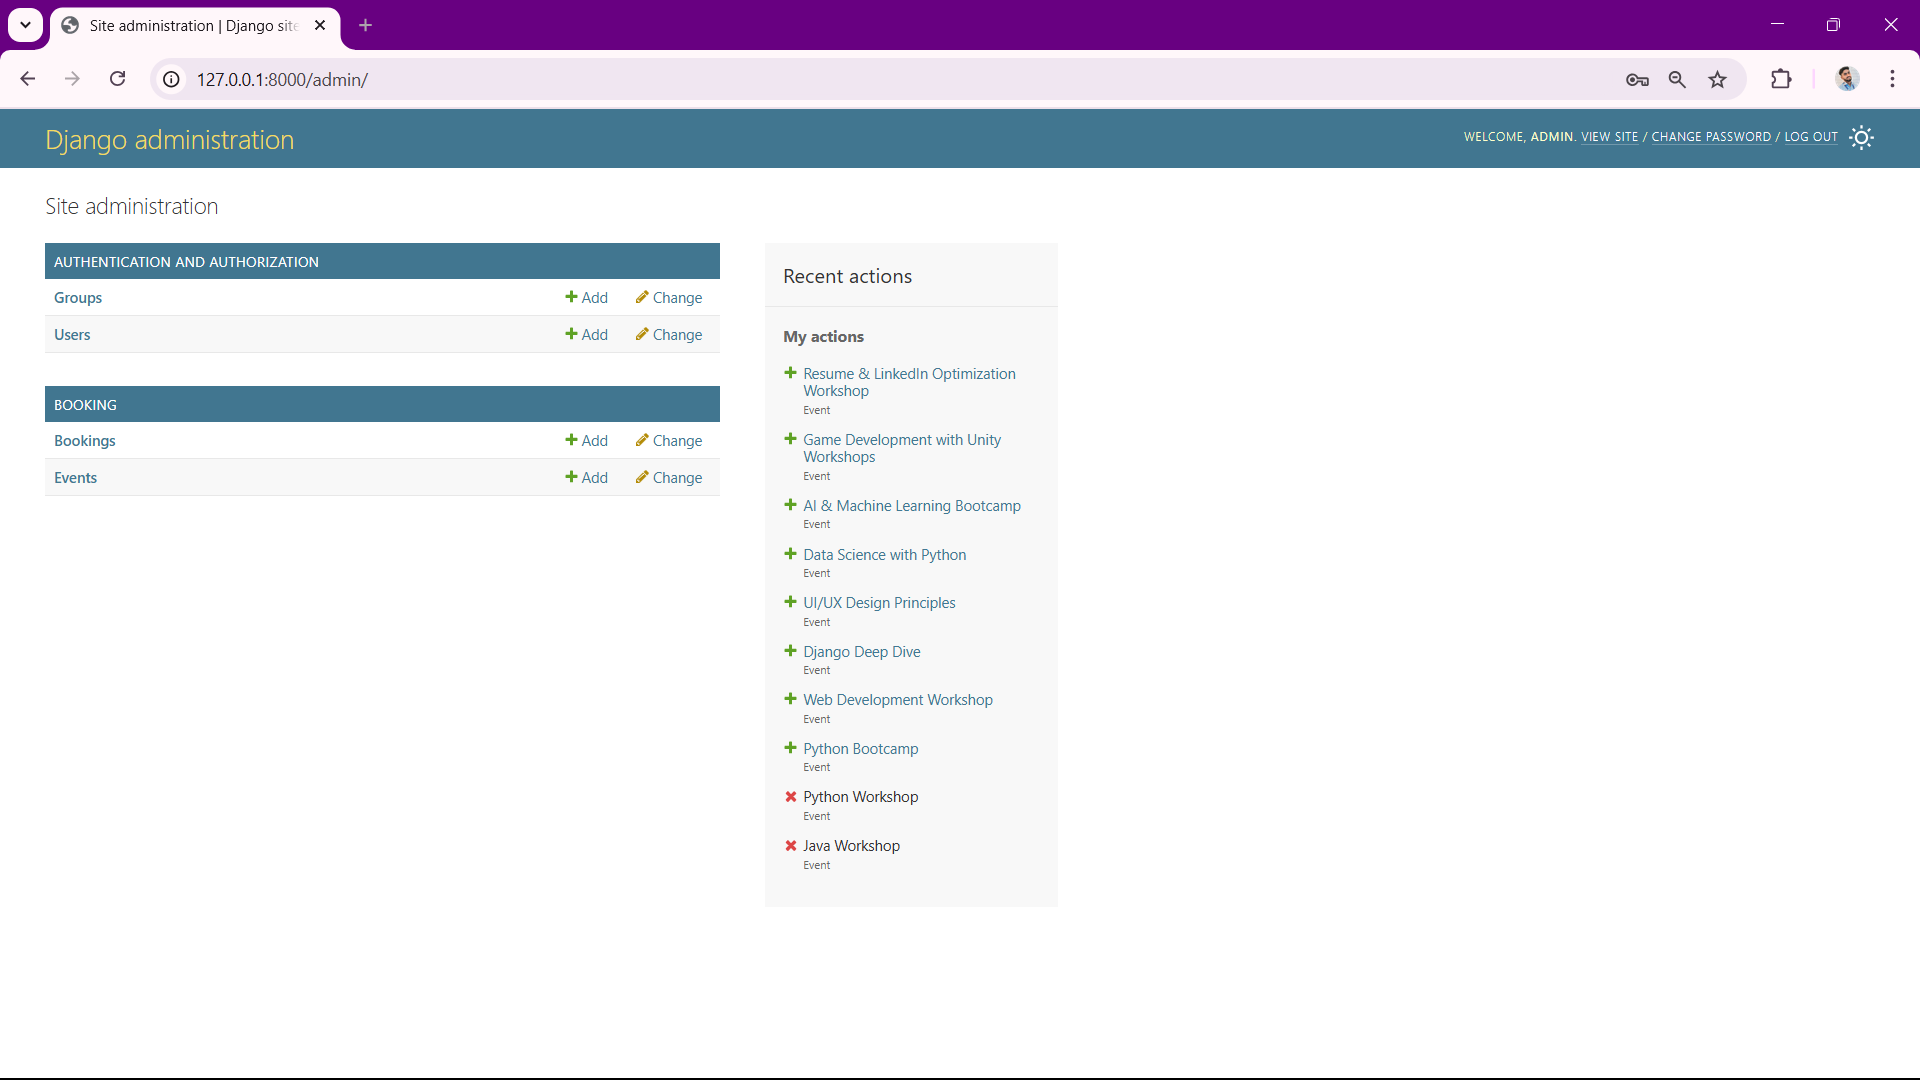 Site administration | Django site
127.0.0.1:8000/admin/
Django administration
WELCOME, ADMIN. VIEW SITE / CHANGE PASSWORD / LOG OUT
Site administration
AUTHENTICATION AND AUTHORIZATION
Groups Add Change
Users Add Change
BOOKING
Bookings Add Change
Events Add Change
Recent actions
My actions
Resume & LinkedIn Optimization
Workshop
Event
Game Development with Unity
Workshops
Event
AI & Machine Learning Bootcamp
Event
Data Science with Python
Event
UI/UX Design Principles
Event
Django Deep Dive
Event
Web Development Workshop
Event
Python Bootcamp
Event
Python Workshop
Event
Java Workshop
Event